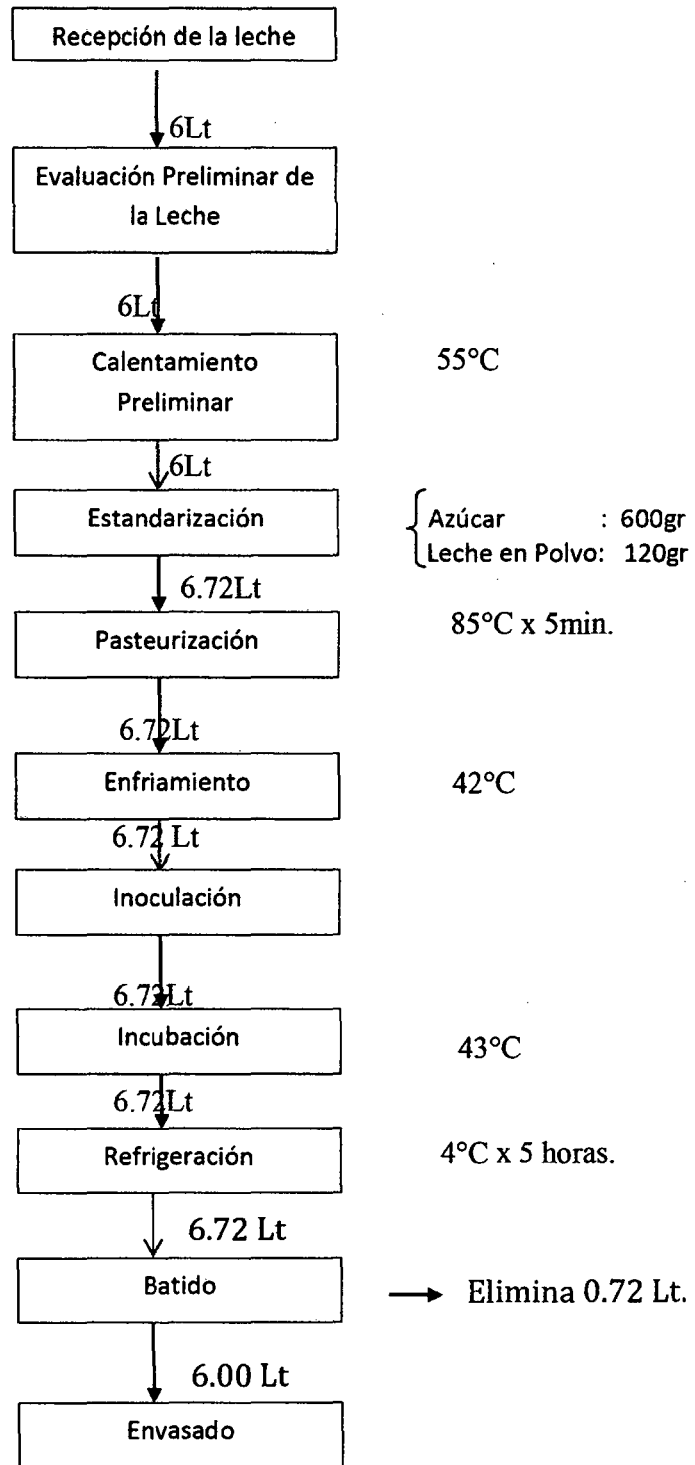 Recepción de la leche
6Lt
Evaluación Preliminar de
la Leche
6Lt
Calentamiento
Preliminar
55°C
6Lt
Estandarización
Azúcar : 600gr
Leche en Polvo: 120gr
6.72Lt
Pasteurización
85°C x 5min.
6.72Lt
Enfriamiento
42°C
6.72 Lt
Inoculación
6.72Lt
Incubación
43°C
6.72Lt
Refrigeración
4°C x 5 horas.
6.72 Lt
Batido
Elimina 0.72 Lt.
6.00 Lt
Envasado